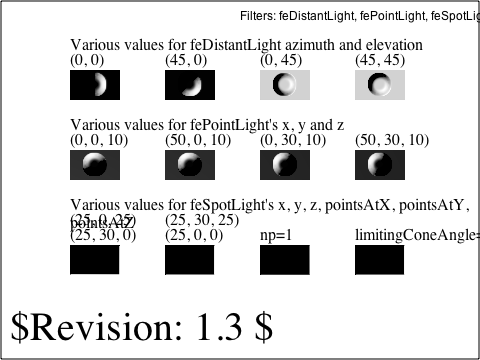 Filters: feDistantLight, fePointLight, feSpotLig
Various values for feDistantLight azimuth and elevation
(0, 0) (45, 0) (0, 45) (45, 45)
Various values for fePointLight's x, y and z
(0, 0, 10) (50, 0, 10) (0, 30, 10) (50, 30, 10)
Various values for feSpotLight's x, y, z, pointsAtX, pointsAtY,
pointsAtZ
(25, 0, 25) (25, 30, 25)
(25, 30, 0) (25, 0, 0) np=1 limitingConeAngle=
$Revision: 1.3 $